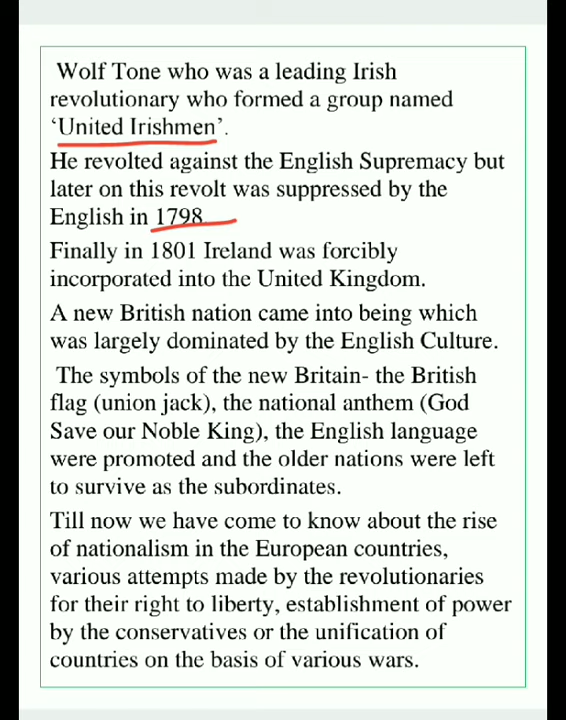 Wolf Tone who was a leading Irish
revolutionary who formed a group named
‘United Irishmen’.
He revolted against the English Supremacy but
later on this revolt was suppressed by the
English in 1798
Finally in 1801 Ireland was forcibly
incorporated into the United Kingdom.
A new British nation came into being which
was largely dominated by the English Culture.
The symbols of the new Britain- the British
flag (union jack), the national anthem (God
Save our Noble King), the English language
were promoted and the older nations were left
to survive as the subordinates.
Till now we have come to know about the rise
of nationalism in the European countries,
various attempts made by the revolutionaries
for their right to liberty, establishment of power
by the conservatives or the unification of
countries on the basis of various wars.